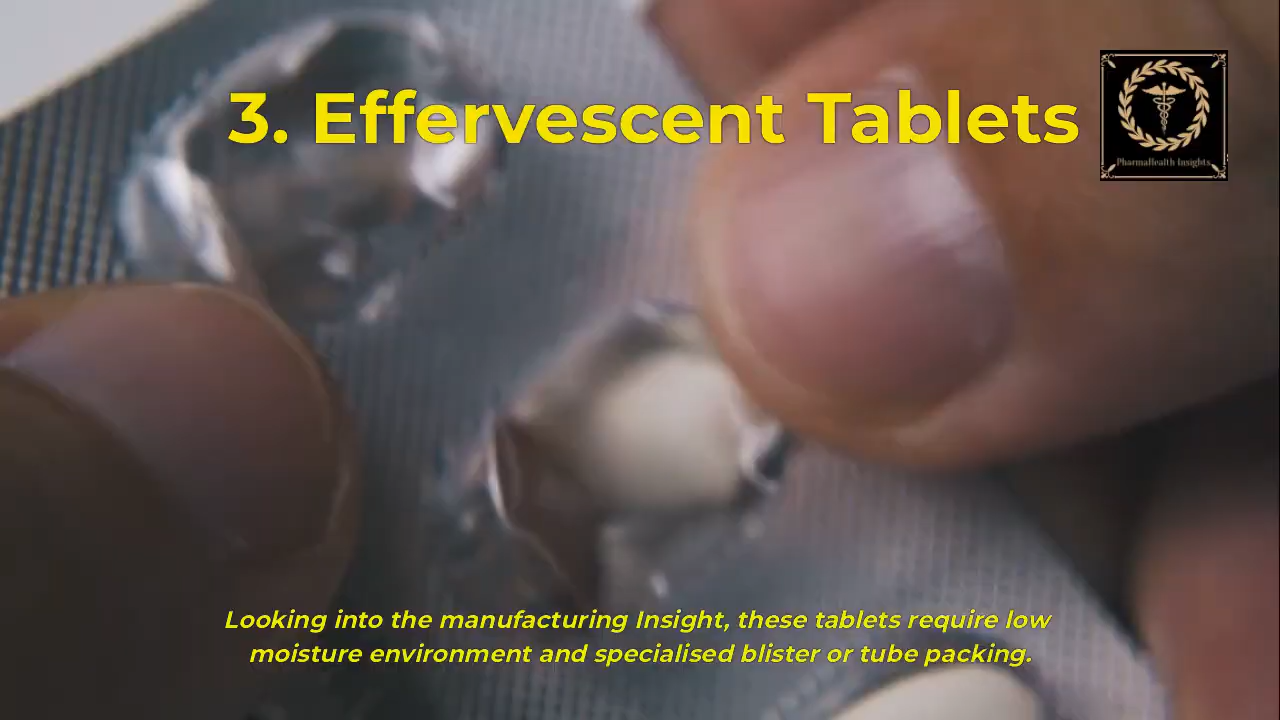 3. Effervescent Tablets
PharmaHealth Insights
Looking into the manufacturing Insight, these tablets require low
moisture environment and specialised blister or tube packing.